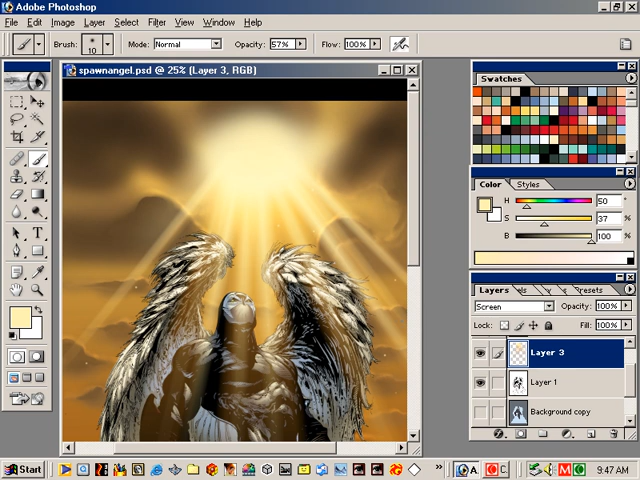 Adobe Photoshop
File Edit Image Layer Select Filter View Window Help
Brush: 10 Mode: Normal Opacity: 57% Flow: 100%
spawnangel.psd @ 25% (Layer 3, RGB)
Swatches
Color Styles
H 50 °
S 37 %
B 100 %
Layers els resets
Screen Opacity: 100%
Lock: Fill: 100%
Layer 3
Layer 1
Background copy
Start » A. C. M 9:47 AM